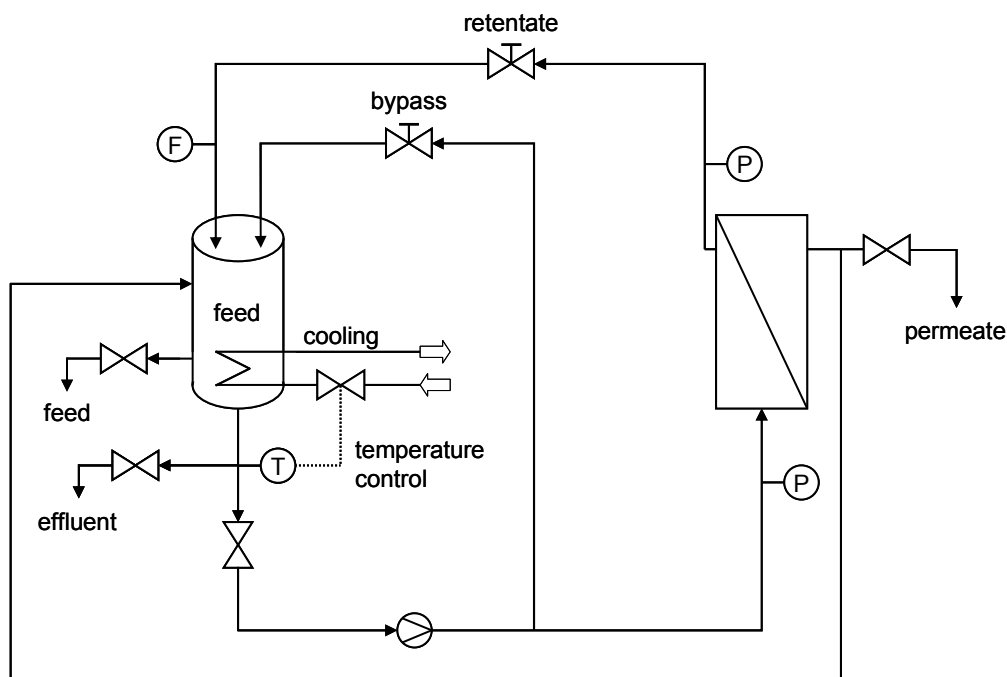 retentate
bypass
F
P
feed
cooling
permeate
feed
temperature
control
T
effluent
P